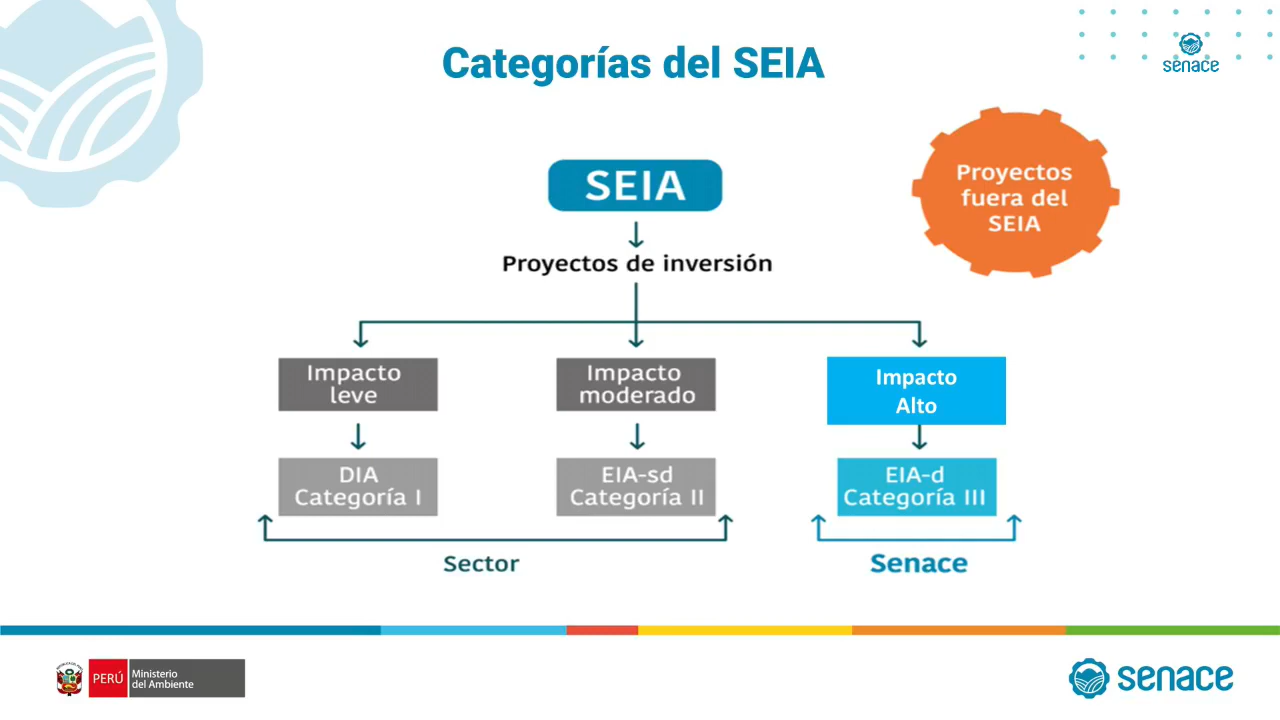 Categorías del SEIA
senace
Proyectos
fuera del
SEIA
SEIA
Proyectos de inversión
Impacto
leve
Impacto
moderado
Impacto
Alto
DIA
Categoría I
EIA-sd
Categoría II
EIA-d
Categoría III
Sector
Senace
PERÚ
Ministerio
del Ambiente
senace